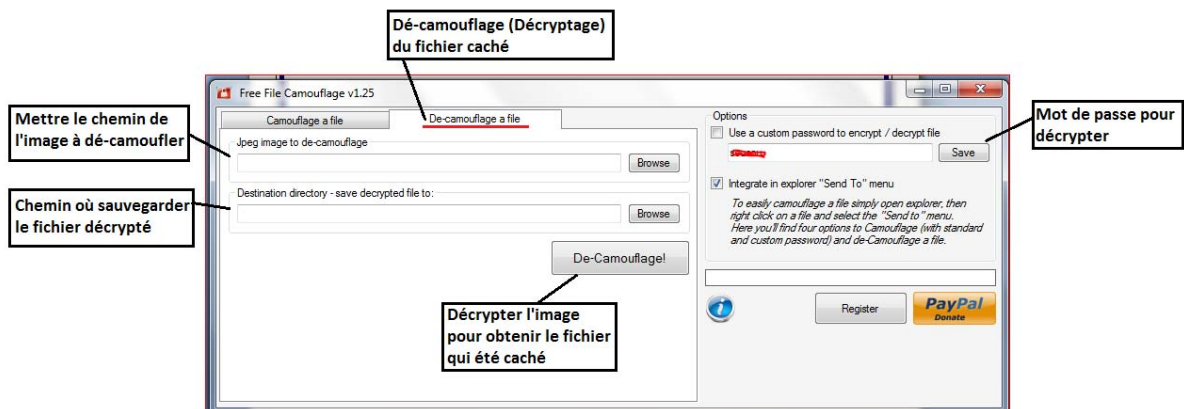 Dé-camouflage (Décryptage)
du fichier caché
Free File Camouflage v1.25
Mettre le chemin de
l'image à dé-camoufler
Camouflage a file
De-camouflage a file
Jpeg image to de-camouflage
Browse
Destination directory - save decrypted file to:
Browse
Chemin où sauvegarder
le fichier décrypté
De-Camouflage!
Décrypter l'image
pour obtenir le fichier
qui été caché
Options
Use a custom password to encrypt / decrypt file
Save
Mot de passe pour
décrypter
Integrate in explorer "Send To" menu
To easily camouflage a file simply open explorer, then
right click on a file and select the "Send to" menu.
Here you'll find four options to Camouflage (with standard
and custom password) and de-Camouflage a file.
Register
PayPal
Donate